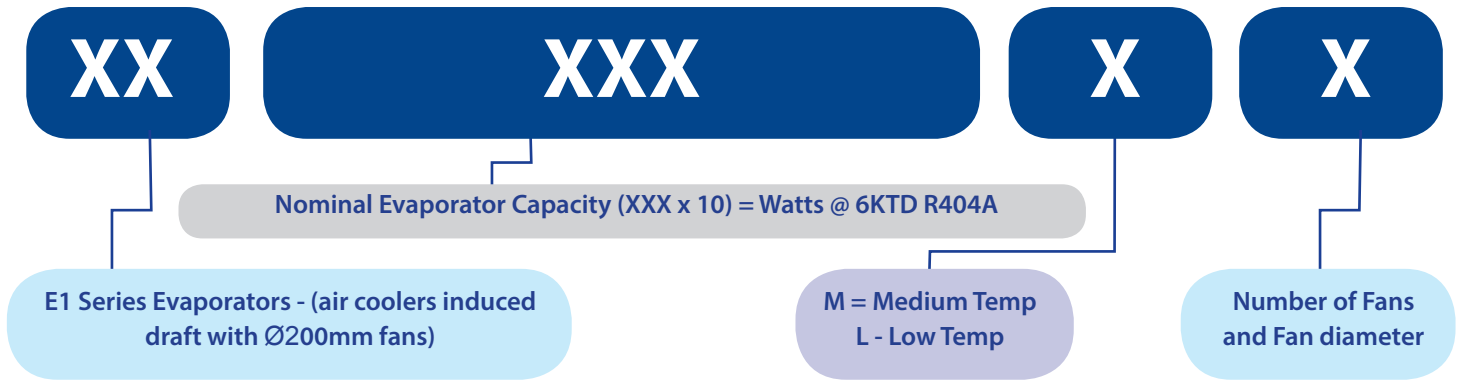 XX XXX X X
Nominal Evaporator Capacity (XXX x 10) = Watts @ 6KTD R404A
E1 Series Evaporators - (air coolers induced
draft with Ø200mm fans)
M = Medium Temp
L - Low Temp
Number of Fans
and Fan diameter